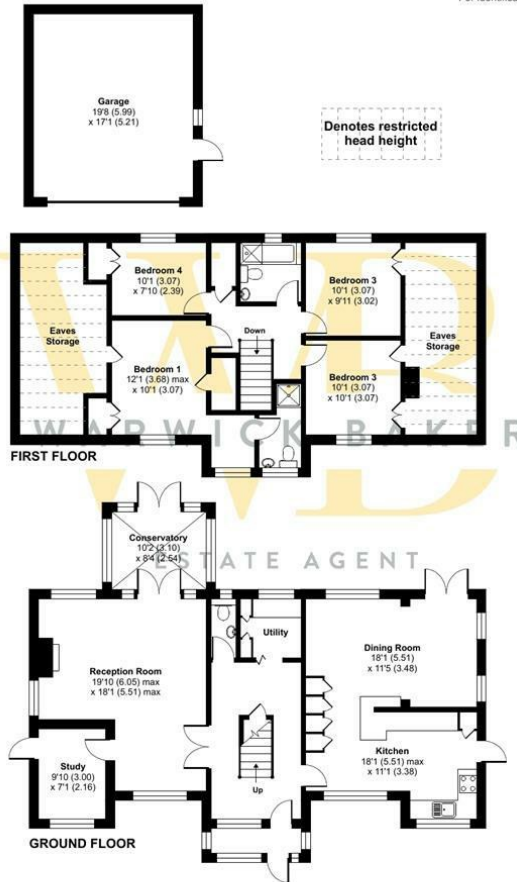 Garage
19'8 (5.99)
x 17'1 (5.21)
Denotes restricted
head height
Bedroom 4
10'1 (3.07)
x 7'10 (2.39)
Bedroom 3
10'1 (3.07)
x 9'11 (3.02)
Eaves
Storage
Down
Eaves
Storage
Bedroom 1
12'1 (3.68) max
x 10'1 (3.07)
Bedroom 3
10'1 (3.07)
x 10'1 (3.07)
WARWICK BAKER
FIRST FLOOR
Conservatory
10'2 (3.10)
x 8'4 (2.54)
ESTATE AGENT
Utility
Dining Room
18'1 (5.51)
x 11'5 (3.48)
Reception Room
19'10 (6.05) max
x 18'1 (5.51) max
Study
9'10 (3.00)
x 7'1 (2.16)
Up
Kitchen
18'1 (5.51) max
x 11'1 (3.38)
GROUND FLOOR